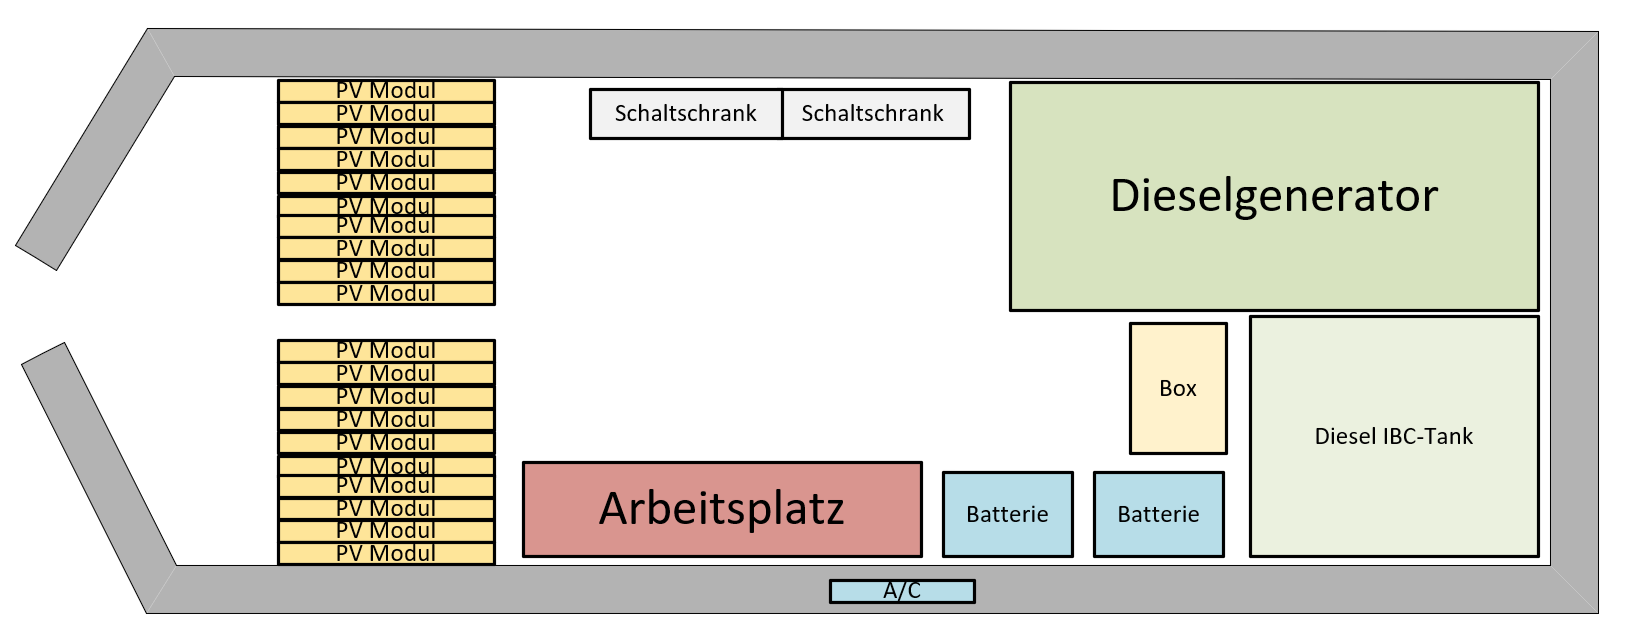 PV Modul
PV Modul
PV Modul
PV Modul
PV Modul
PV Modul
PV Modul
PV Modul
PV Modul
PV Modul
Schaltschrank Schaltschrank
Dieselgenerator
PV Modul
PV Modul
PV Modul
PV Modul
PV Modul
PV Modul
PV Modul
PV Modul
PV Modul
PV Modul
Box
Diesel IBC-Tank
Arbeitsplatz
Batterie
Batterie
A/C